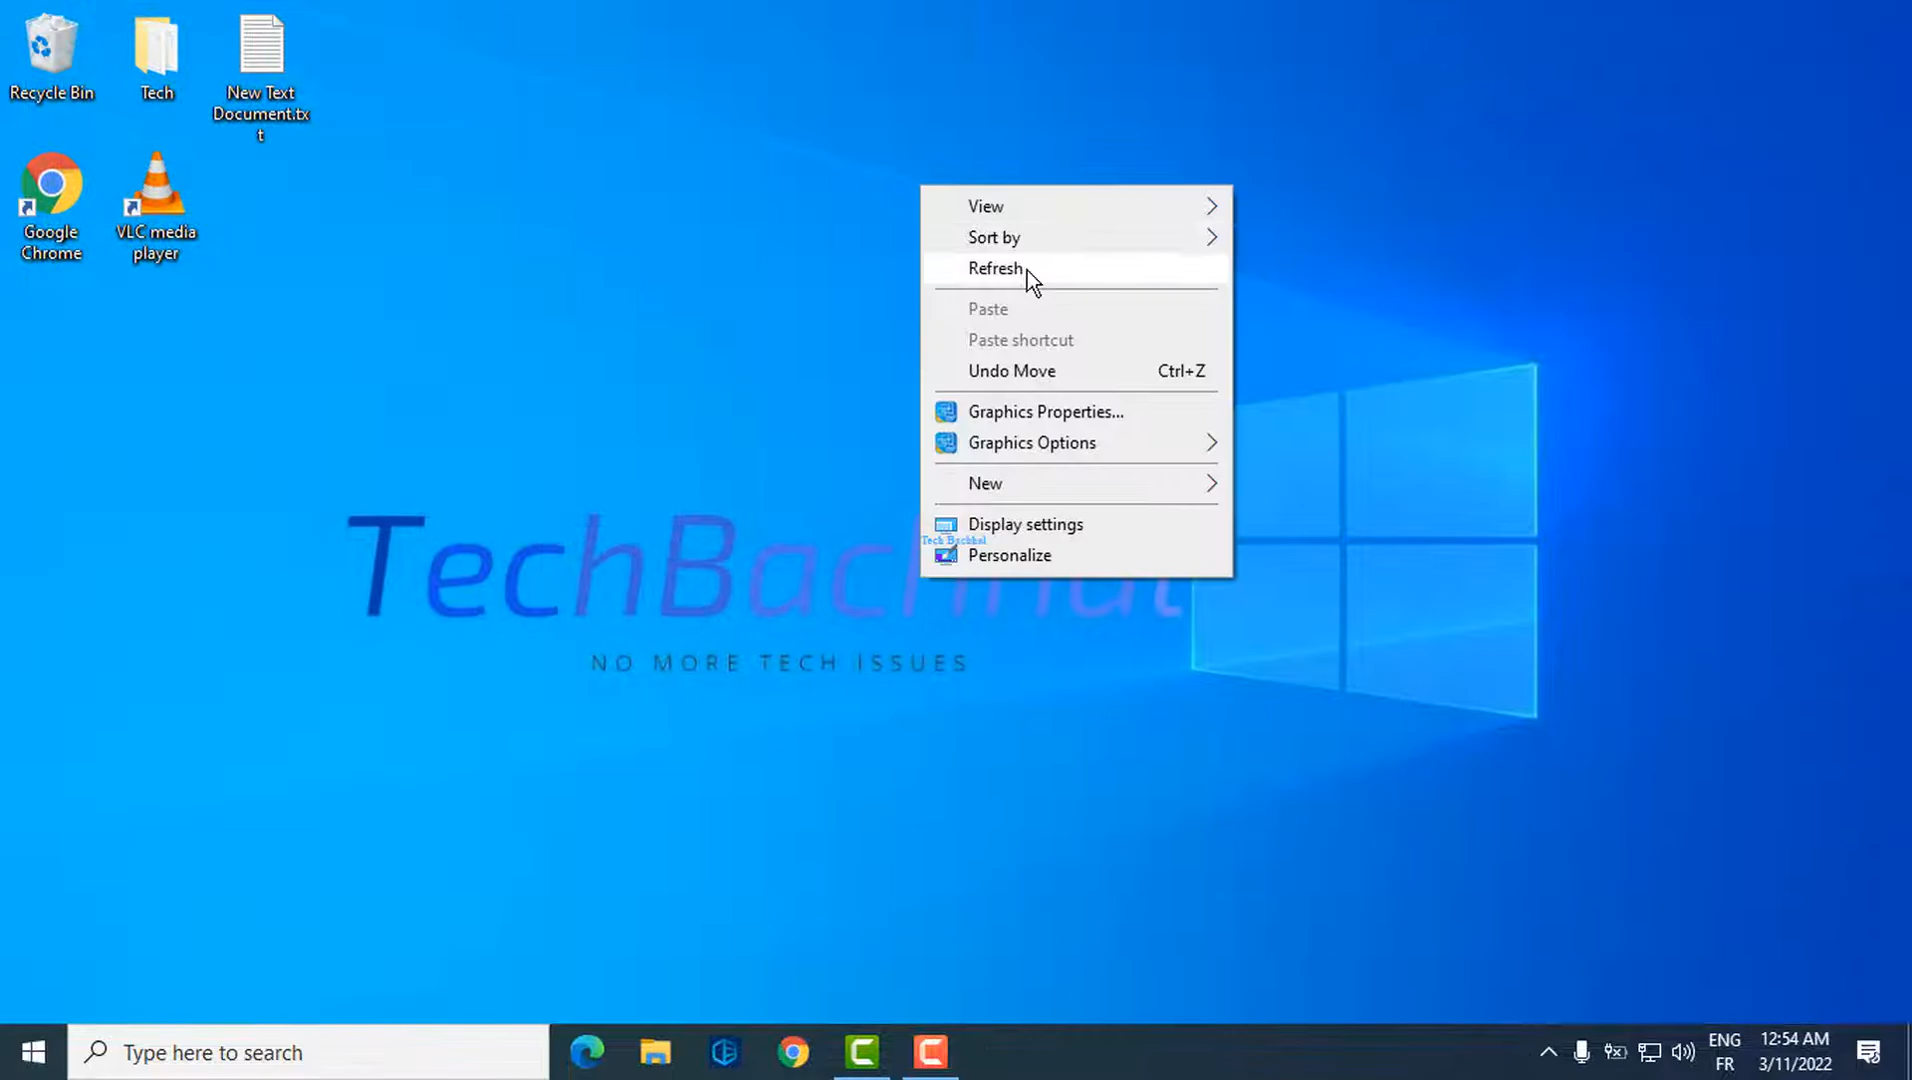 Recycle Bin
Tech
New Text
Document.tx
t
Google
Chrome
VLC media
player
View
Sort by
Refresh
Paste
Paste shortcut
Undo Move Ctrl+Z
Graphics Properties...
Graphics Options
New
Display settings
Tech Bachhal
Personalize
NO MORE TECH ISSUES
Type here to search
ENG
FR
12:54 AM
3/11/2022